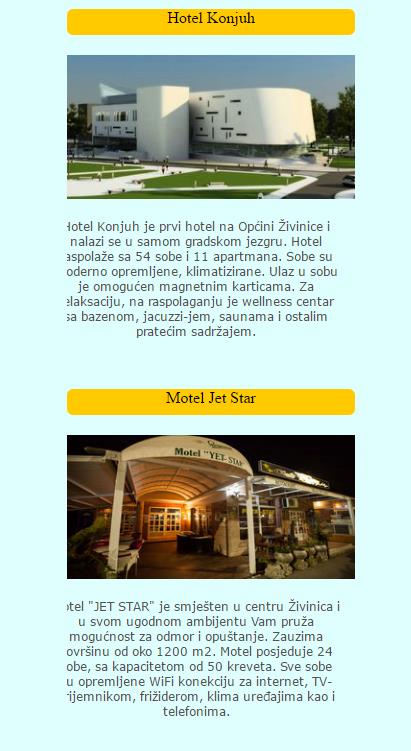 Hotel Konjuh
Hotel Konjuh je prvi hotel na Općini Živinice i
nalazi se u samom gradskom jezgru. Hotel
aspolaže sa 54 sobe i 11 apartmana. Sobe su
oderno opremljene, klimatizirane. Ulaz u sobu
je omogućen magnetnim karticama. Za
elaksaciju, na raspolaganju je wellness centar
sa bazenom, jacuzzi-jem, saunama i ostalim
pratećim sadržajem.
Motel Jet Star
Motel "YET-STAR"
otel "JET STAR" je smješten u centru Živinica i
u svom ugodnom ambijentu Vam pruža
mogućnost za odmor i opuštanje. Zauzima
ovršinu od oko 1200 m2. Motel posjeduje 24
obe, sa kapacitetom od 50 kreveta. Sve sobe
u opremljene WiFi konekciju za internet, TV-
rijemnikom, frižiderom, klima uređajima kao i
telefonima.